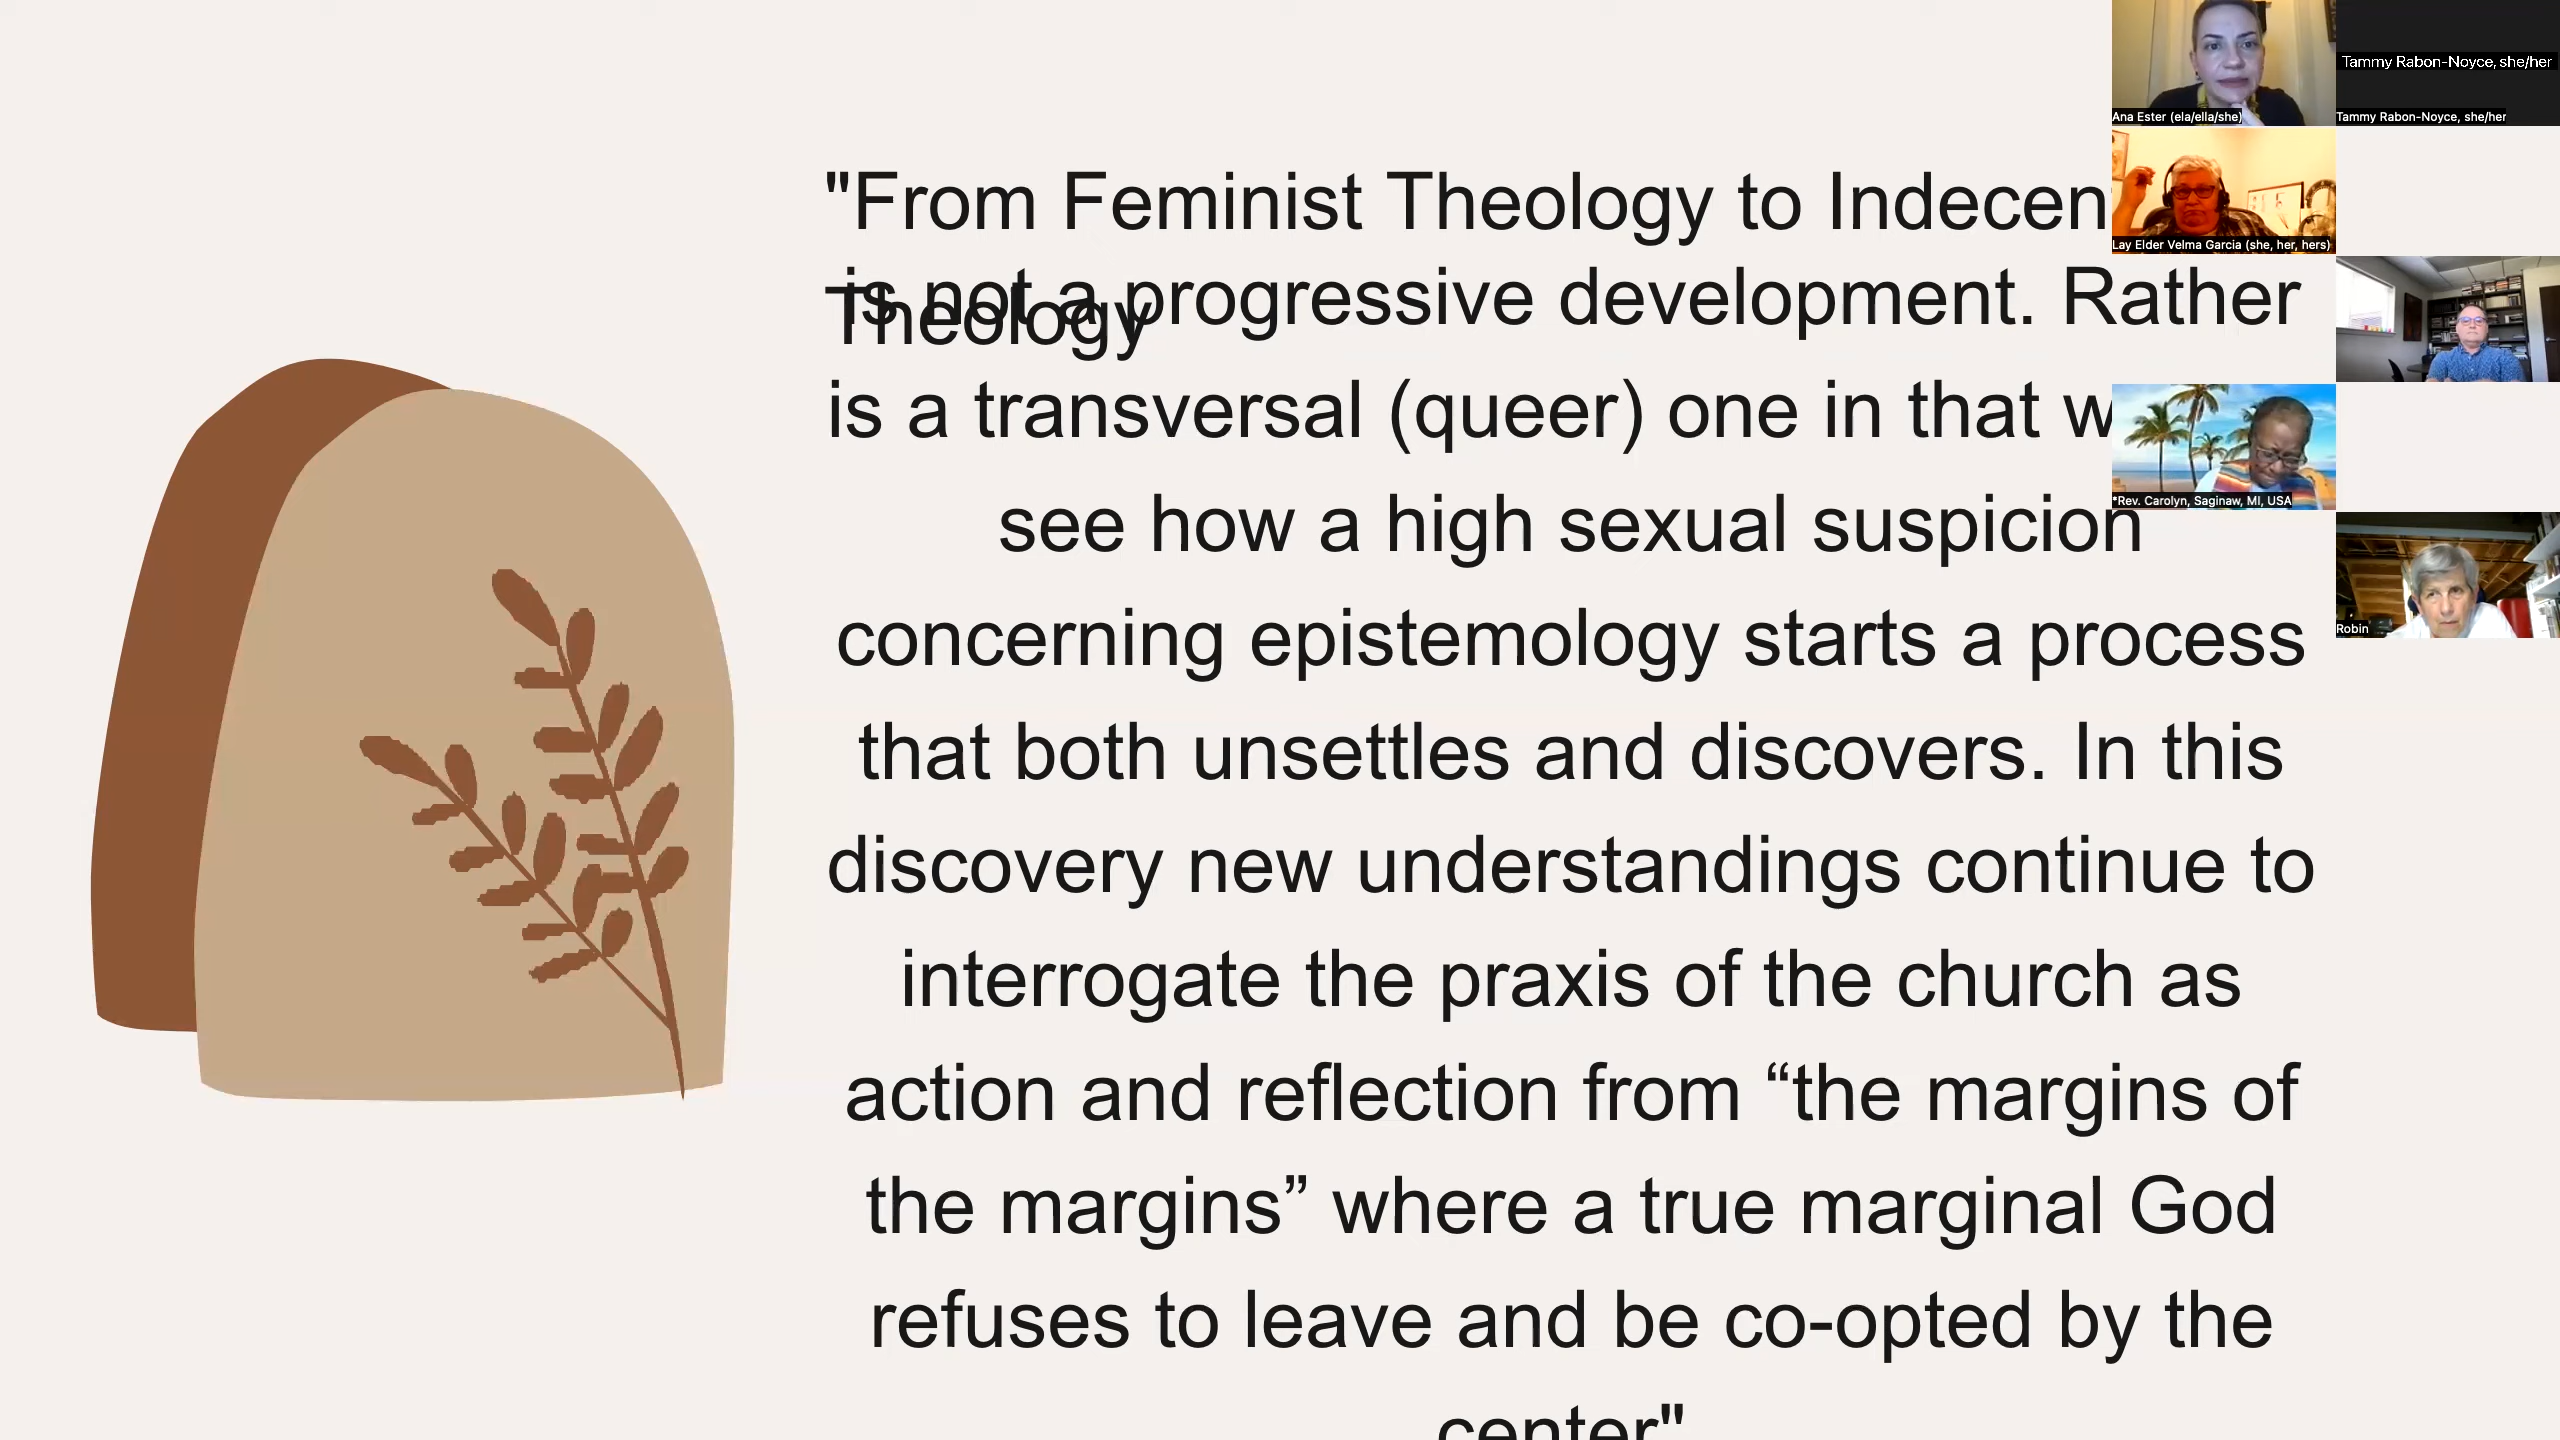 "From Feminist Theology to Indecen
Theology
is not a progressive development. Rather
is a transversal (queer) one in that w
see how a high sexual suspicion
concerning epistemology starts a process
that both unsettles and discovers. In this
discovery new understandings continue to
interrogate the praxis of the church as
action and reflection from “the margins of
the margins” where a true marginal God
refuses to leave and be co-opted by the
center"
Ana Ester (ela/ella/she)
Tammy Rabon-Noyce, she/her
Tammy Rabon-Noyce, she/her
Lay Elder Velma Garcia (she, her, hers)
*Rev. Carolyn, Saginaw, MI, USA
Robin